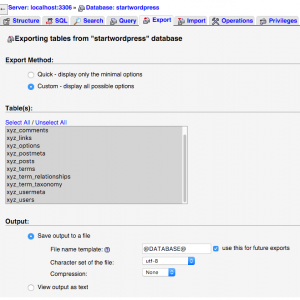 Server: localhost:3306 » Database: startwordpress
Structure SQL Search Query Export Import Operations Privileges
Exporting tables from "startwordpress" database
Export Method:
Quick - display only the minimal options
Custom - display all possible options
Table(s):
Select All / Unselect All
xyz_comments
xyz_links
xyz_options
xyz_postmeta
xyz_posts
xyz_terms
xyz_term_relationships
xyz_term_taxonomy
xyz_usermeta
xyz_users
Output:
Save output to a file
File name template: @DATABASE@ use this for future exports
Character set of the file: utf-8
Compression: None
View output as text